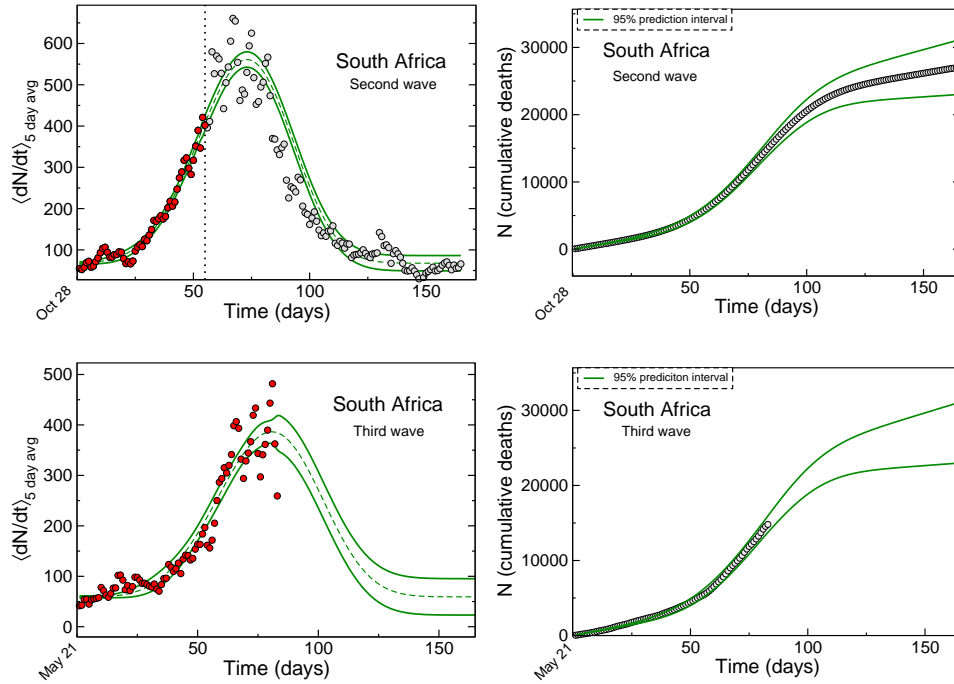 700
600
500
400
300
200
100
⟨dN/dt⟩5 day avg
South Africa
Second wave
50
100
150
Oct 28
Time (days)
95% prediction interval
30000
20000
10000
0
N (cumulative deaths)
South Africa
Second wave
50
100
150
Oct 28
Time (days)
500
400
300
200
100
0
⟨dN/dt⟩5 day avg
South Africa
Third wave
50
100
150
May 21
Time (days)
95% prediciton interval
30000
20000
10000
0
N (cumulative deaths)
South Africa
Third wave
50
100
150
May 21
Time (days)